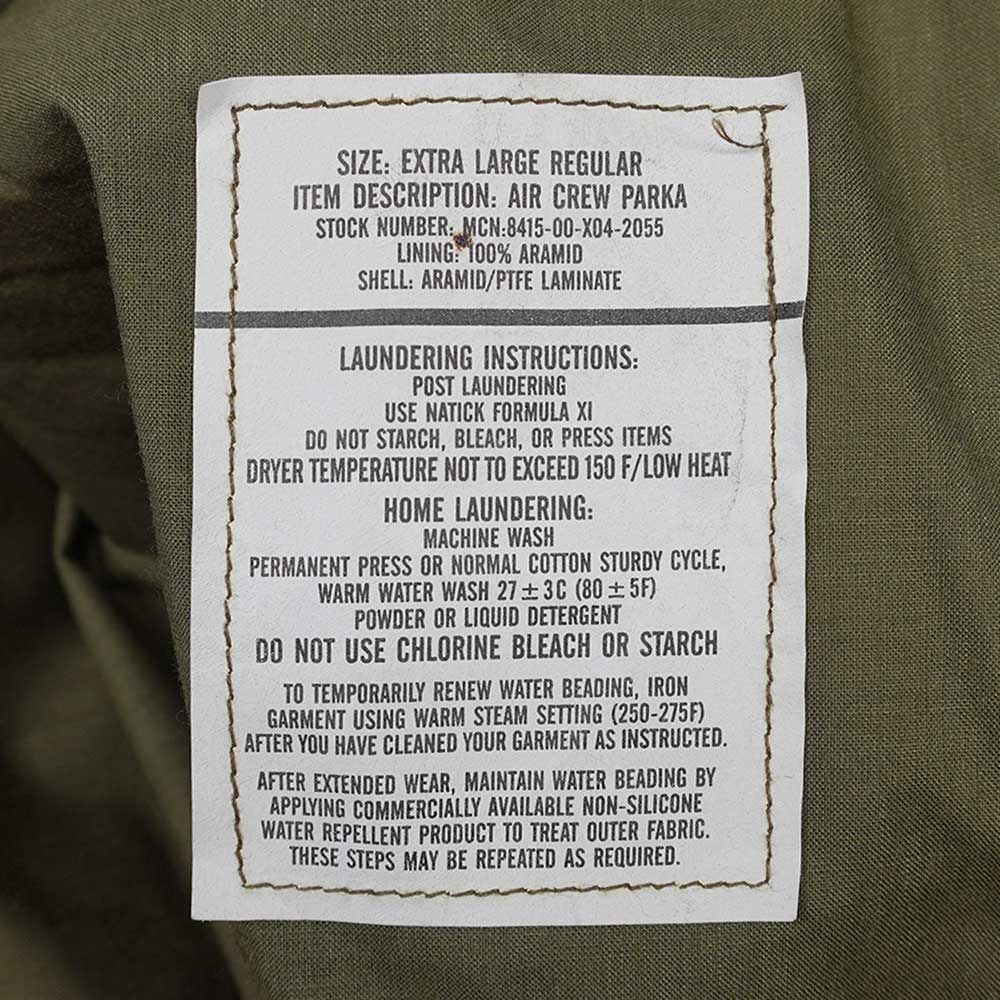 SIZE: EXTRA LARGE REGULAR
ITEM DESCRIPTION: AIR CREW PARKA
STOCK NUMBER: MCN:8415-00-X04-2055
LINING: 100% ARAMID
SHELL: ARAMID/PTFE LAMINATE
LAUNDERING INSTRUCTIONS:
POST LAUNDERING
USE NATICK FORMULA XI
DO NOT STARCH, BLEACH, OR PRESS ITEMS
DRYER TEMPERATURE NOT TO EXCEED 150 F/LOW HEAT
HOME LAUNDERING:
MACHINE WASH
PERMANENT PRESS OR NORMAL COTTON STURDY CYCLE,
WARM WATER WASH 27 ± 3C (80 ± 5F)
POWDER OR LIQUID DETERGENT
DO NOT USE CHLORINE BLEACH OR STARCH
TO TEMPORARILY RENEW WATER BEADING, IRON
GARMENT USING WARM STEAM SETTING (250-275F)
AFTER YOU HAVE CLEANED YOUR GARMENT AS INSTRUCTED.
AFTER EXTENDED WEAR, MAINTAIN WATER BEADING BY
APPLYING COMMERCIALLY AVAILABLE NON-SILICONE
WATER REPELLENT PRODUCT TO TREAT OUTER FABRIC.
THESE STEPS MAY BE REPEATED AS REQUIRED.